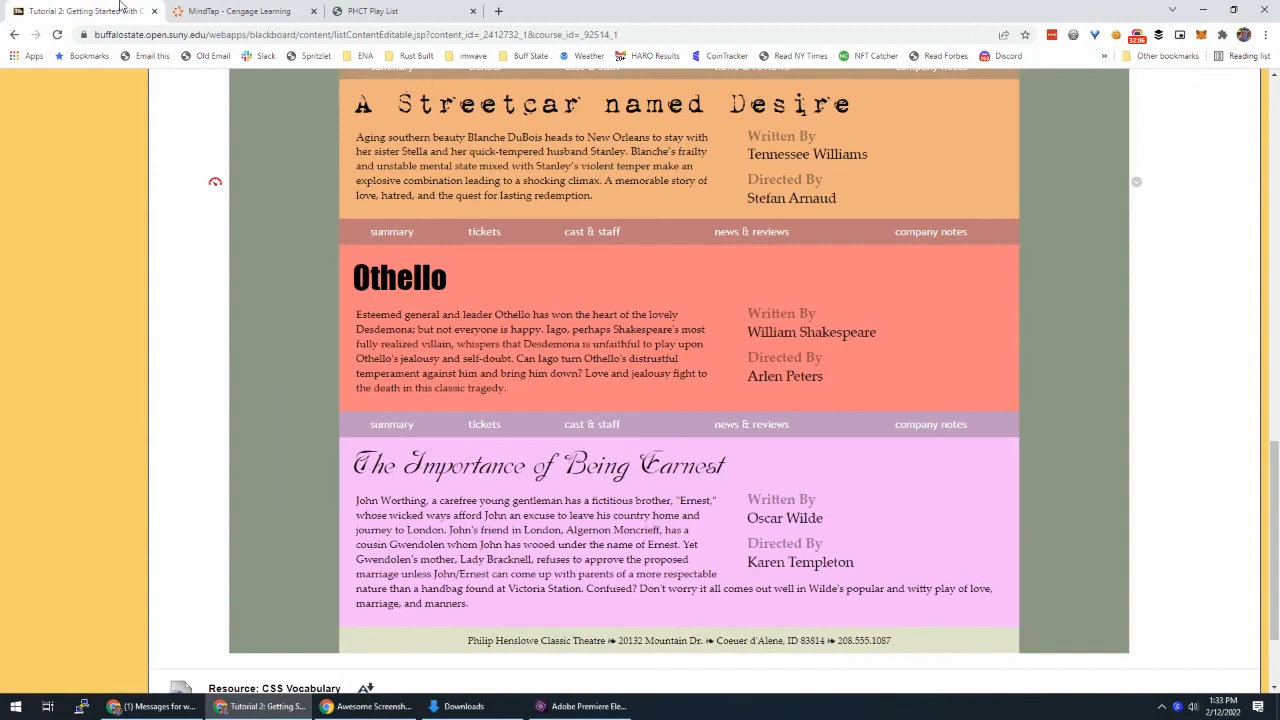 Tutorial 2: Getting Started with C
MindTap - Cengage Learning
PHCT Play List
buffalostate.open.suny.edu/webapps/blackboard/content/listContentEditable.jsp?content_id=_2412732_1&course_id=_92514_1
32:06
Apps
Bookmarks
Email this
Old Email
Slack
Spotlite
ENA
Rust Built
imwave
Buff State
Weather
HARO Results
CoinTracker
Read NY Times
NFT Catcher
Read Forbes
Discord
»
Other bookmarks
Reading list
summary
company notes
A Streetcar named Desire
Aging southern beauty Blanche DuBois heads to New Orleans to stay with
her sister Stella and her quick-tempered husband Stanley. Blanche's frailty
and unstable mental state mixed with Stanley's violent temper make an
explosive combination leading to a shocking climax. A memorable story of
love, hatred, and the quest for lasting redemption.
Written By
Tennessee Williams
Directed By
Stefan Arnaud
summary tickets cast & staff news & reviews company notes
Othello
Esteemed general and leader Othello has won the heart of the lovely
Desdemona; but not everyone is happy. Iago, perhaps Shakespeare's most
fully realized villain, whispers that Desdemona is unfaithful to play upon
Othello's jealousy and self-doubt. Can Iago turn Othello's distrustful
temperament against him and bring him down? Love and jealousy fight to
the death in this classic tragedy.
Written By
William Shakespeare
Directed By
Arlen Peters
summary tickets cast & staff news & reviews company notes
The Importance of Being Earnest
John Worthing, a carefree young gentleman has a fictitious brother, "Ernest,"
whose wicked ways afford John an excuse to leave his country home and
journey to London. John's friend in London, Algernon Moncrieff, has a
cousin Gwendolen whom John has wooed under the name of Ernest. Yet
Gwendolen's mother, Lady Bracknell, refuses to approve the proposed
marriage unless John/Ernest can come up with parents of a more respectable
nature than a handbag found at Victoria Station. Confused? Don't worry it all comes out well in Wilde's popular and witty play of love,
marriage, and manners.
Written By
Oscar Wilde
Directed By
Karen Templeton
Philip Henslowe Classic Theatre ❧ 20132 Mountain Dr. ❧ Coeuer d'Alene, ID 83814 ❧ 208.555.1087
Resource: CSS Vocabulary
(1) Messages for w...
Tutorial 2: Getting S...
Awesome Screensh...
Downloads
Adobe Premiere Ele...
1:33 PM
2/12/2022